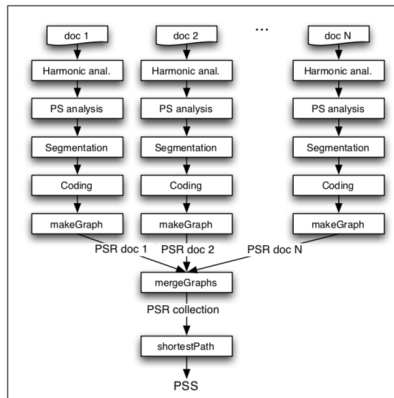 doc 1 doc 2 ... doc N
Harmonic anal. Harmonic anal. Harmonic anal.
PS analysis PS analysis PS analysis
Segmentation Segmentation Segmentation
Coding Coding Coding
makeGraph makeGraph makeGraph
PSR doc 1 PSR doc 2 PSR doc N
mergeGraphs
PSR collection
shortestPath
PSS